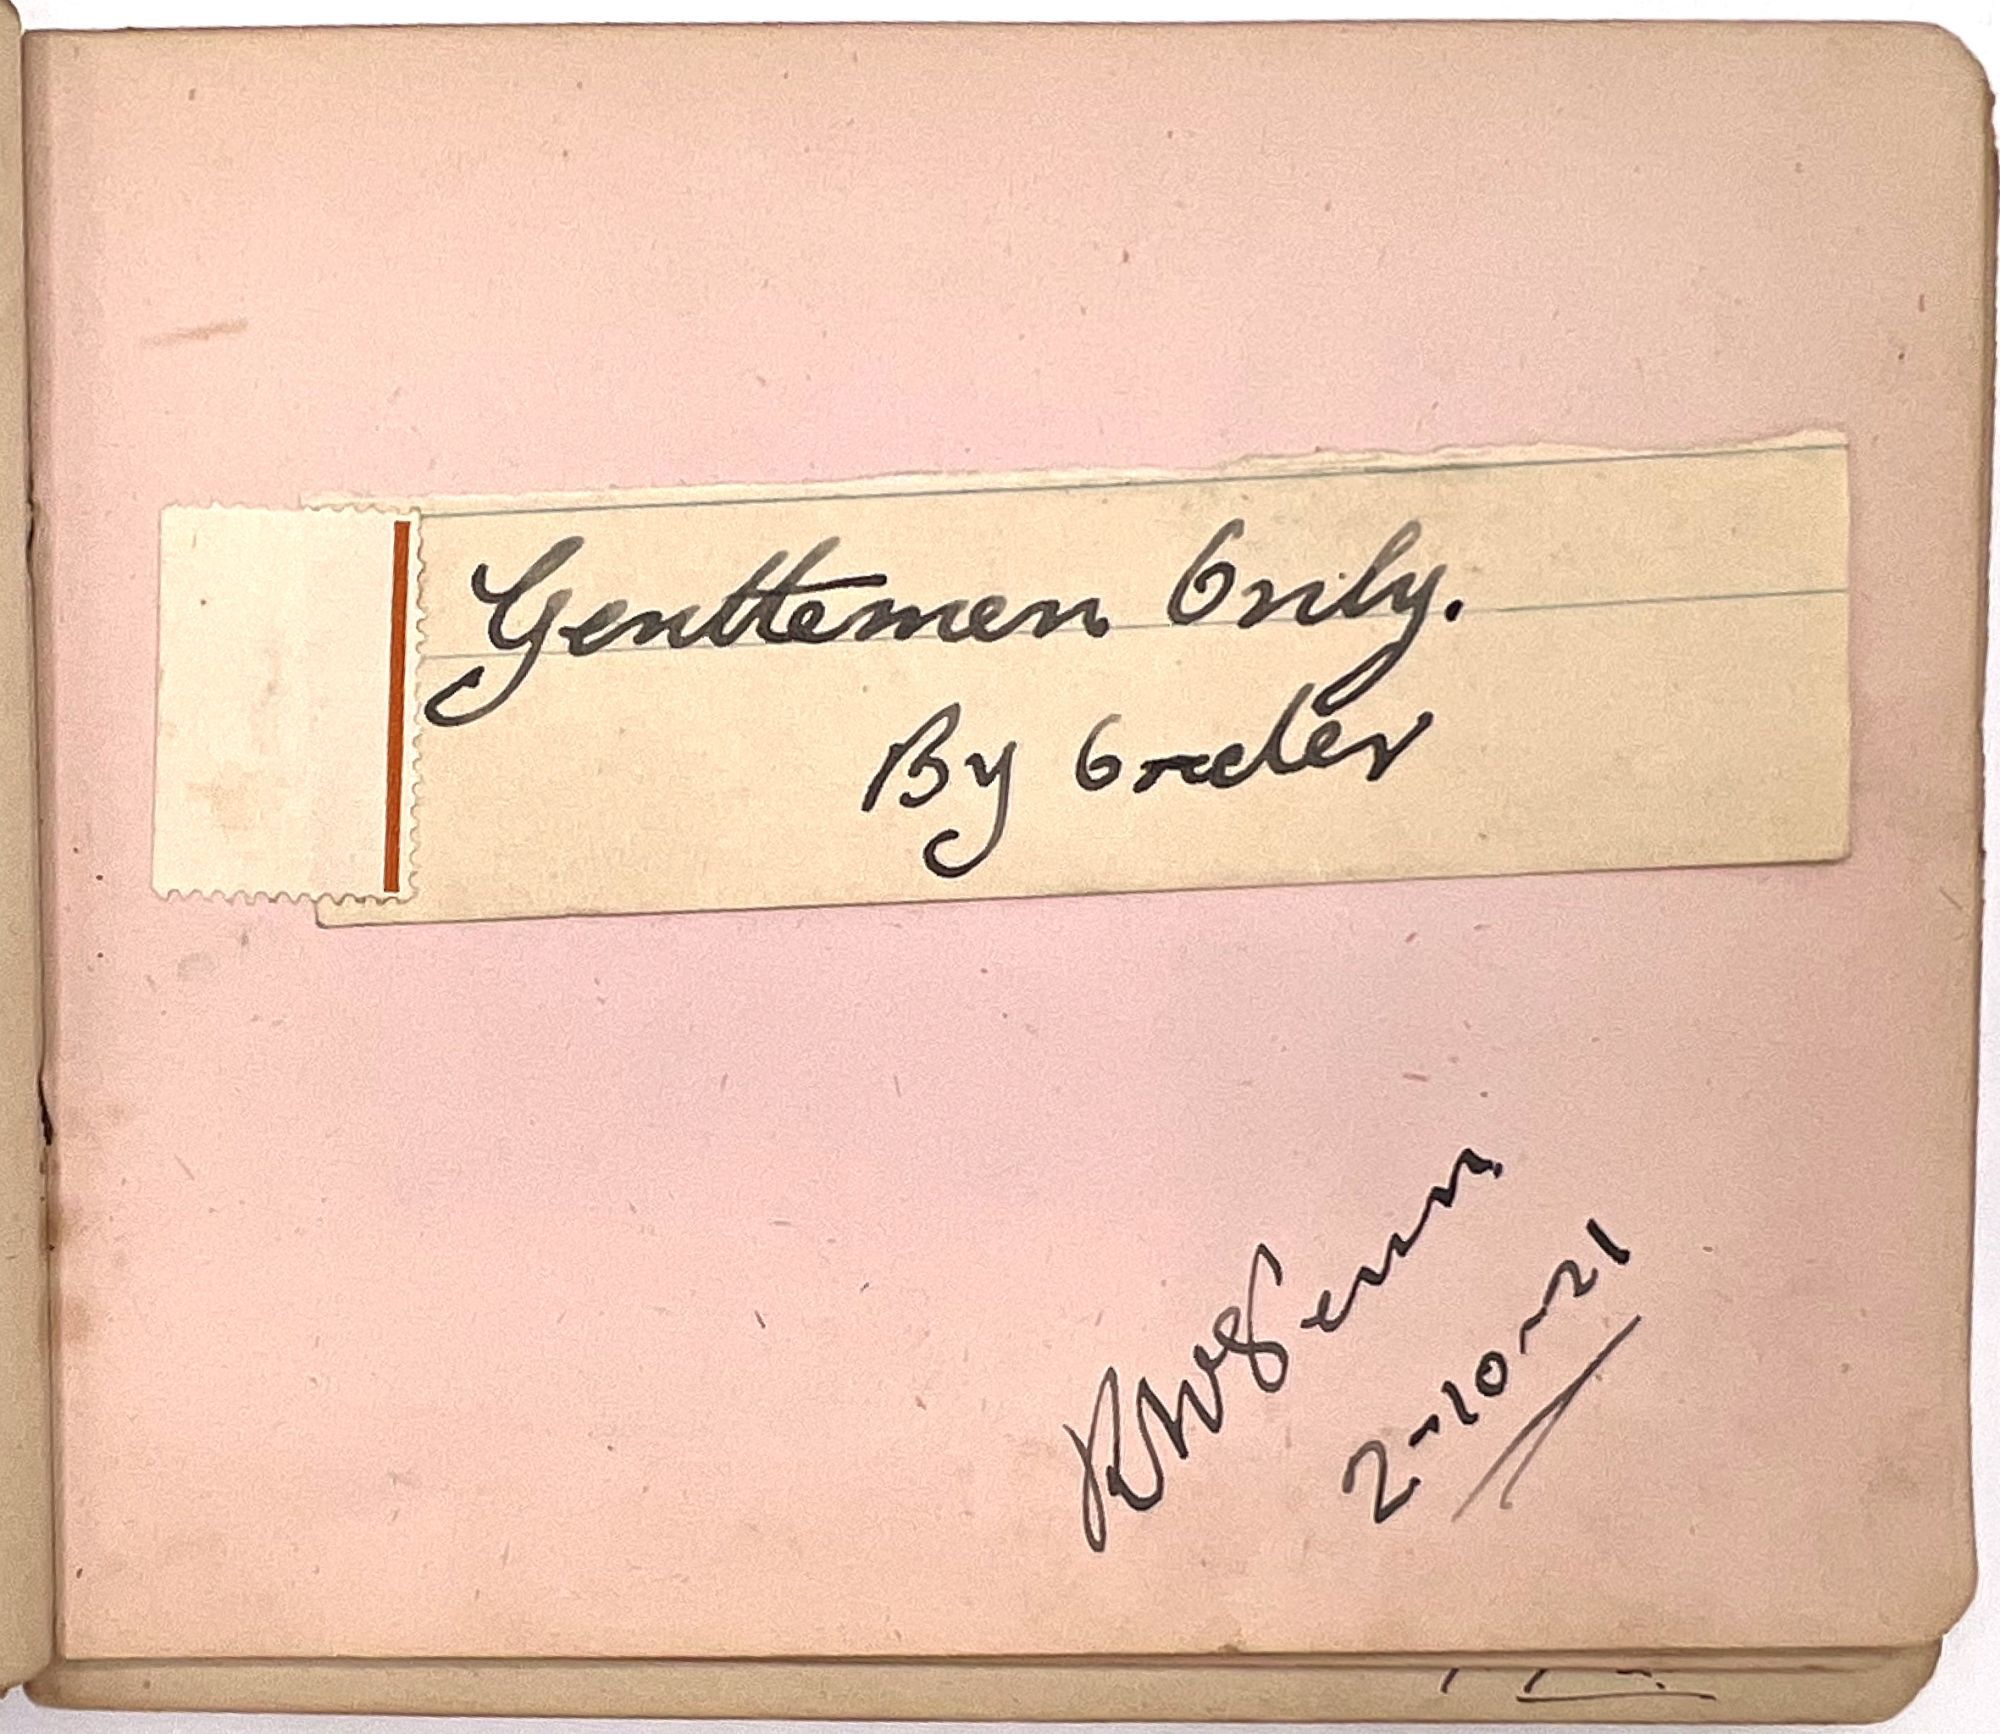 Gentlemen Only.
By Order
2-10-21